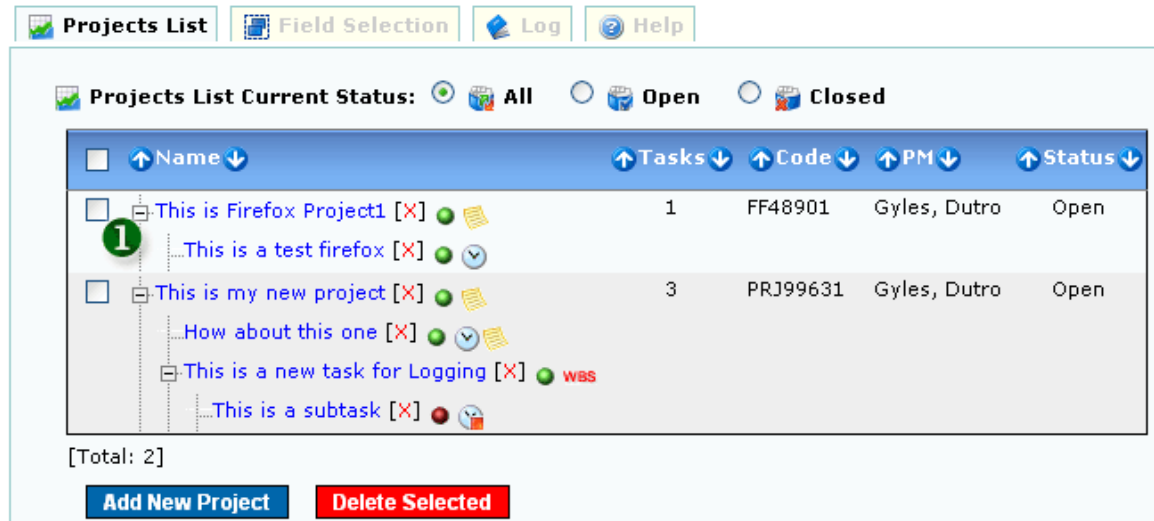 Projects List Field Selection Log Help
Projects List Current Status: All Open Closed
Name Tasks Code PM Status
This is Firefox Project1 [X] 1 FF48901 Gyles, Dutro Open
1
This is a test firefox [X]
This is my new project [X] 3 PRJ99631 Gyles, Dutro Open
How about this one [X]
This is a new task for Logging [X] WBS
This is a subtask [X]
[Total: 2]
Add New Project Delete Selected